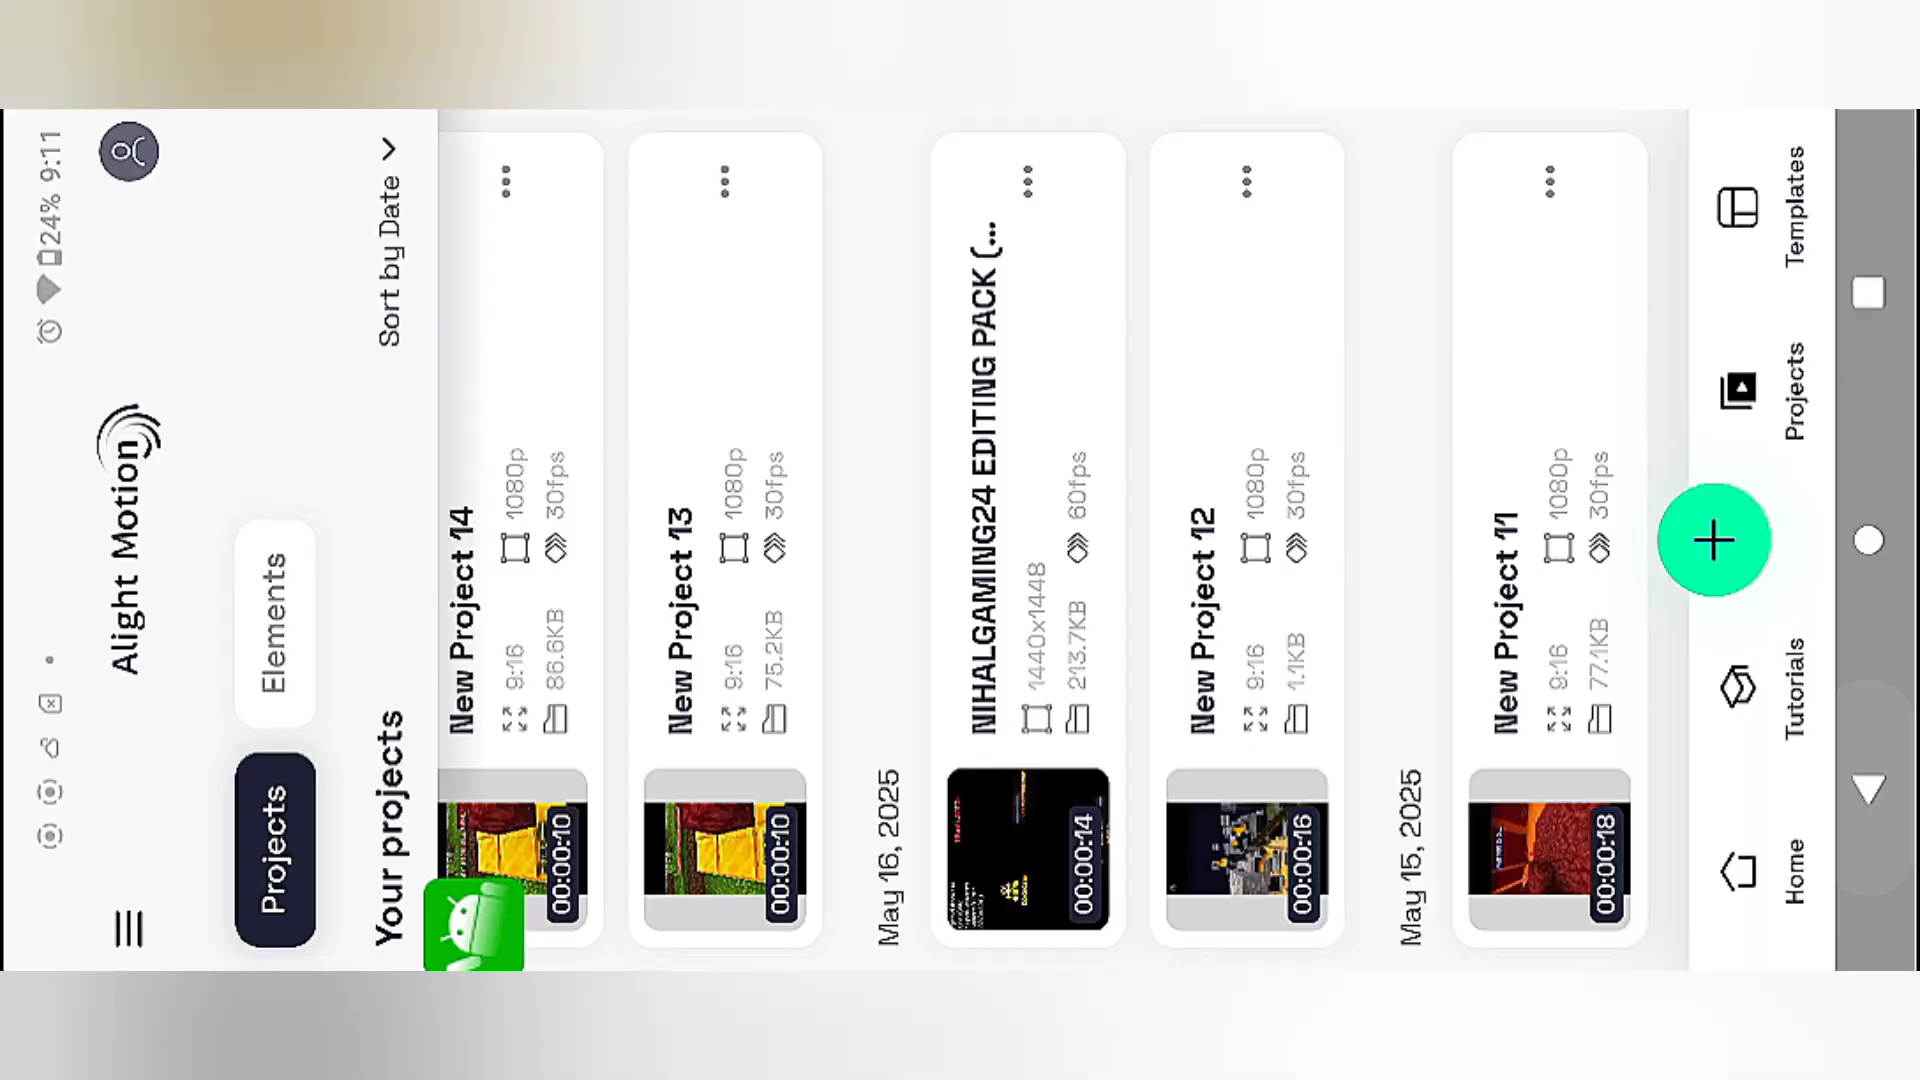 9:11
24%
Alight Motion
Projects
Elements
Your projects
Sort by Date
New Project 14
9:16
1080p
86.6KB
30fps
00:00:10
New Project 13
9:16
1080p
75.2KB
30fps
00:00:10
May 16, 2025
NIHALGAMING24 EDITING PACK (...
1440x1448
213.7KB
60fps
00:00:14
New Project 12
9:16
1080p
1.1KB
30fps
00:00:16
May 15, 2025
New Project 11
9:16
1080p
77.1KB
30fps
00:00:18
Home
Tutorials
Projects
Templates